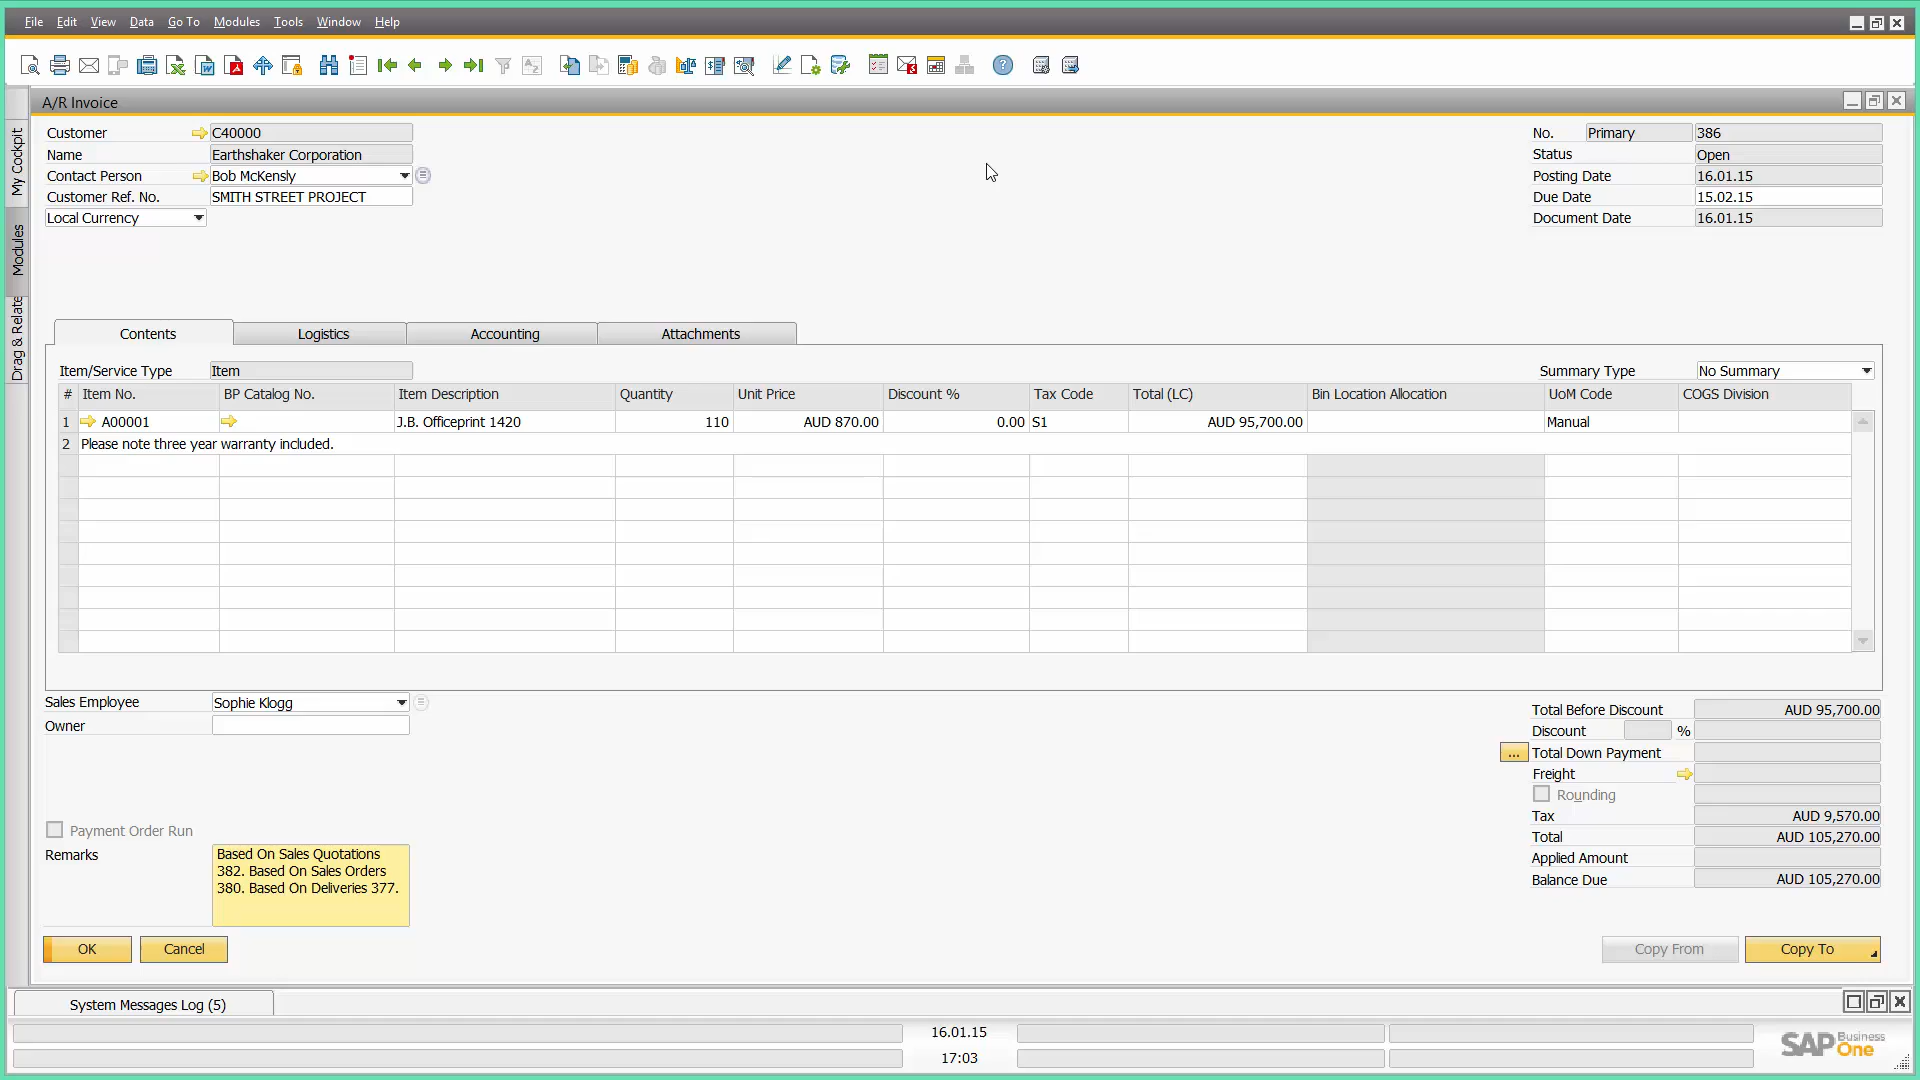 File Edit View Data Go To Modules Tools Window Help
A/R Invoice
My Cockpit
Modules
Drag & Relate
Customer C40000
Name Earthshaker Corporation
Contact Person Bob McKensly
Customer Ref. No. SMITH STREET PROJECT
Local Currency
No. Primary 386
Status Open
Posting Date 16.01.15
Due Date 15.02.15
Document Date 16.01.15
Contents Logistics Accounting Attachments
Item/Service Type Item Summary Type No Summary
# Item No. BP Catalog No. Item Description Quantity Unit Price Discount % Tax Code Total (LC) Bin Location Allocation UoM Code COGS Division
1 A00001 J.B. Officeprint 1420 110 AUD 870.00 0.00 S1 AUD 95,700.00 Manual
2 Please note three year warranty included.
Sales Employee Sophie Klogg
Owner
Payment Order Run
Remarks Based On Sales Quotations
382. Based On Sales Orders
380. Based On Deliveries 377.
Total Before Discount AUD 95,700.00
Discount %
... Total Down Payment
Freight
Rounding
Tax AUD 9,570.00
Total AUD 105,270.00
Applied Amount
Balance Due AUD 105,270.00
OK Cancel Copy From Copy To
System Messages Log (5)
16.01.15
17:03
SAP Business One